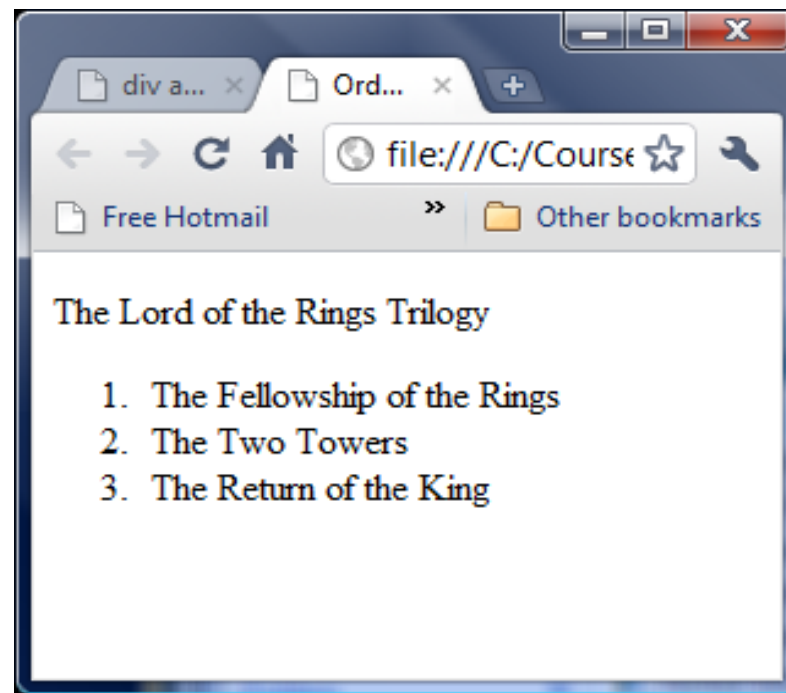 div a...
Ord...
file:///C:/Course
Free Hotmail
»
Other bookmarks
The Lord of the Rings Trilogy
1. The Fellowship of the Rings
2. The Two Towers
3. The Return of the King